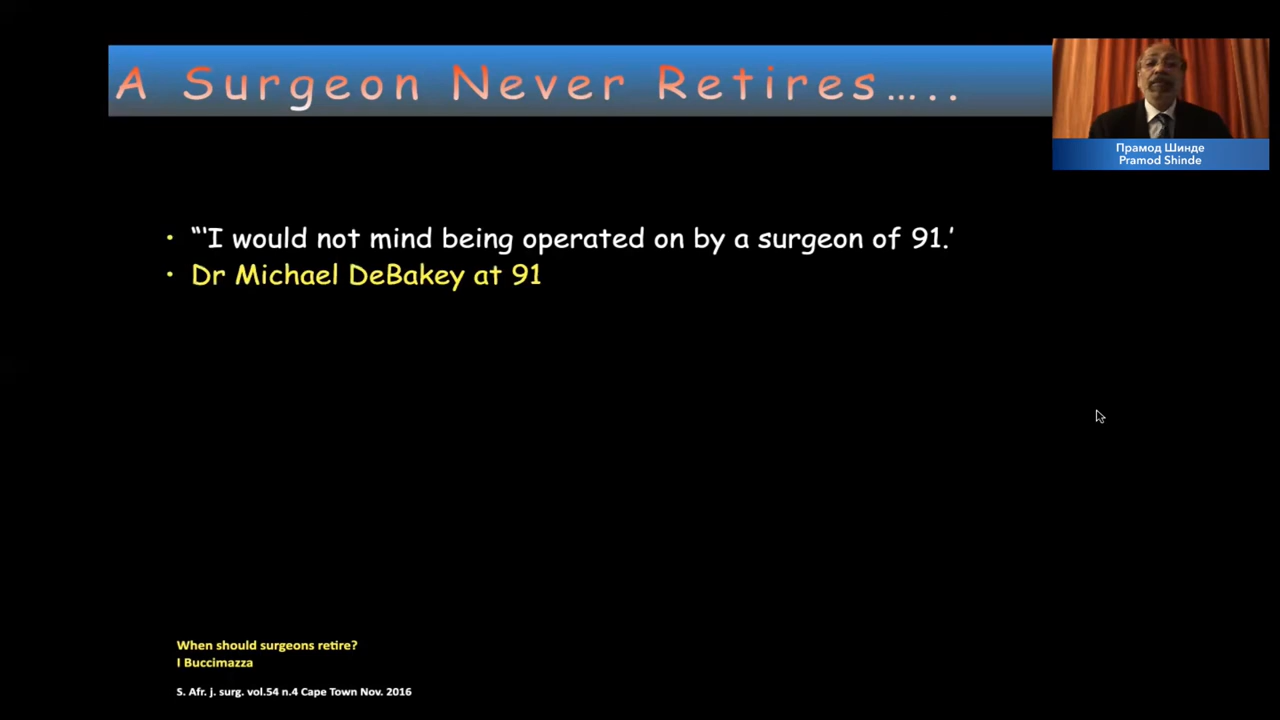 A Surgeon Never Retires.....
Прамод Шинде
Pramod Shinde
• "'I would not mind being operated on by a surgeon of 91.'
• Dr Michael DeBakey at 91
When should surgeons retire?
I Buccimazza
S. Afr. j. surg. vol.54 n.4 Cape Town Nov. 2016